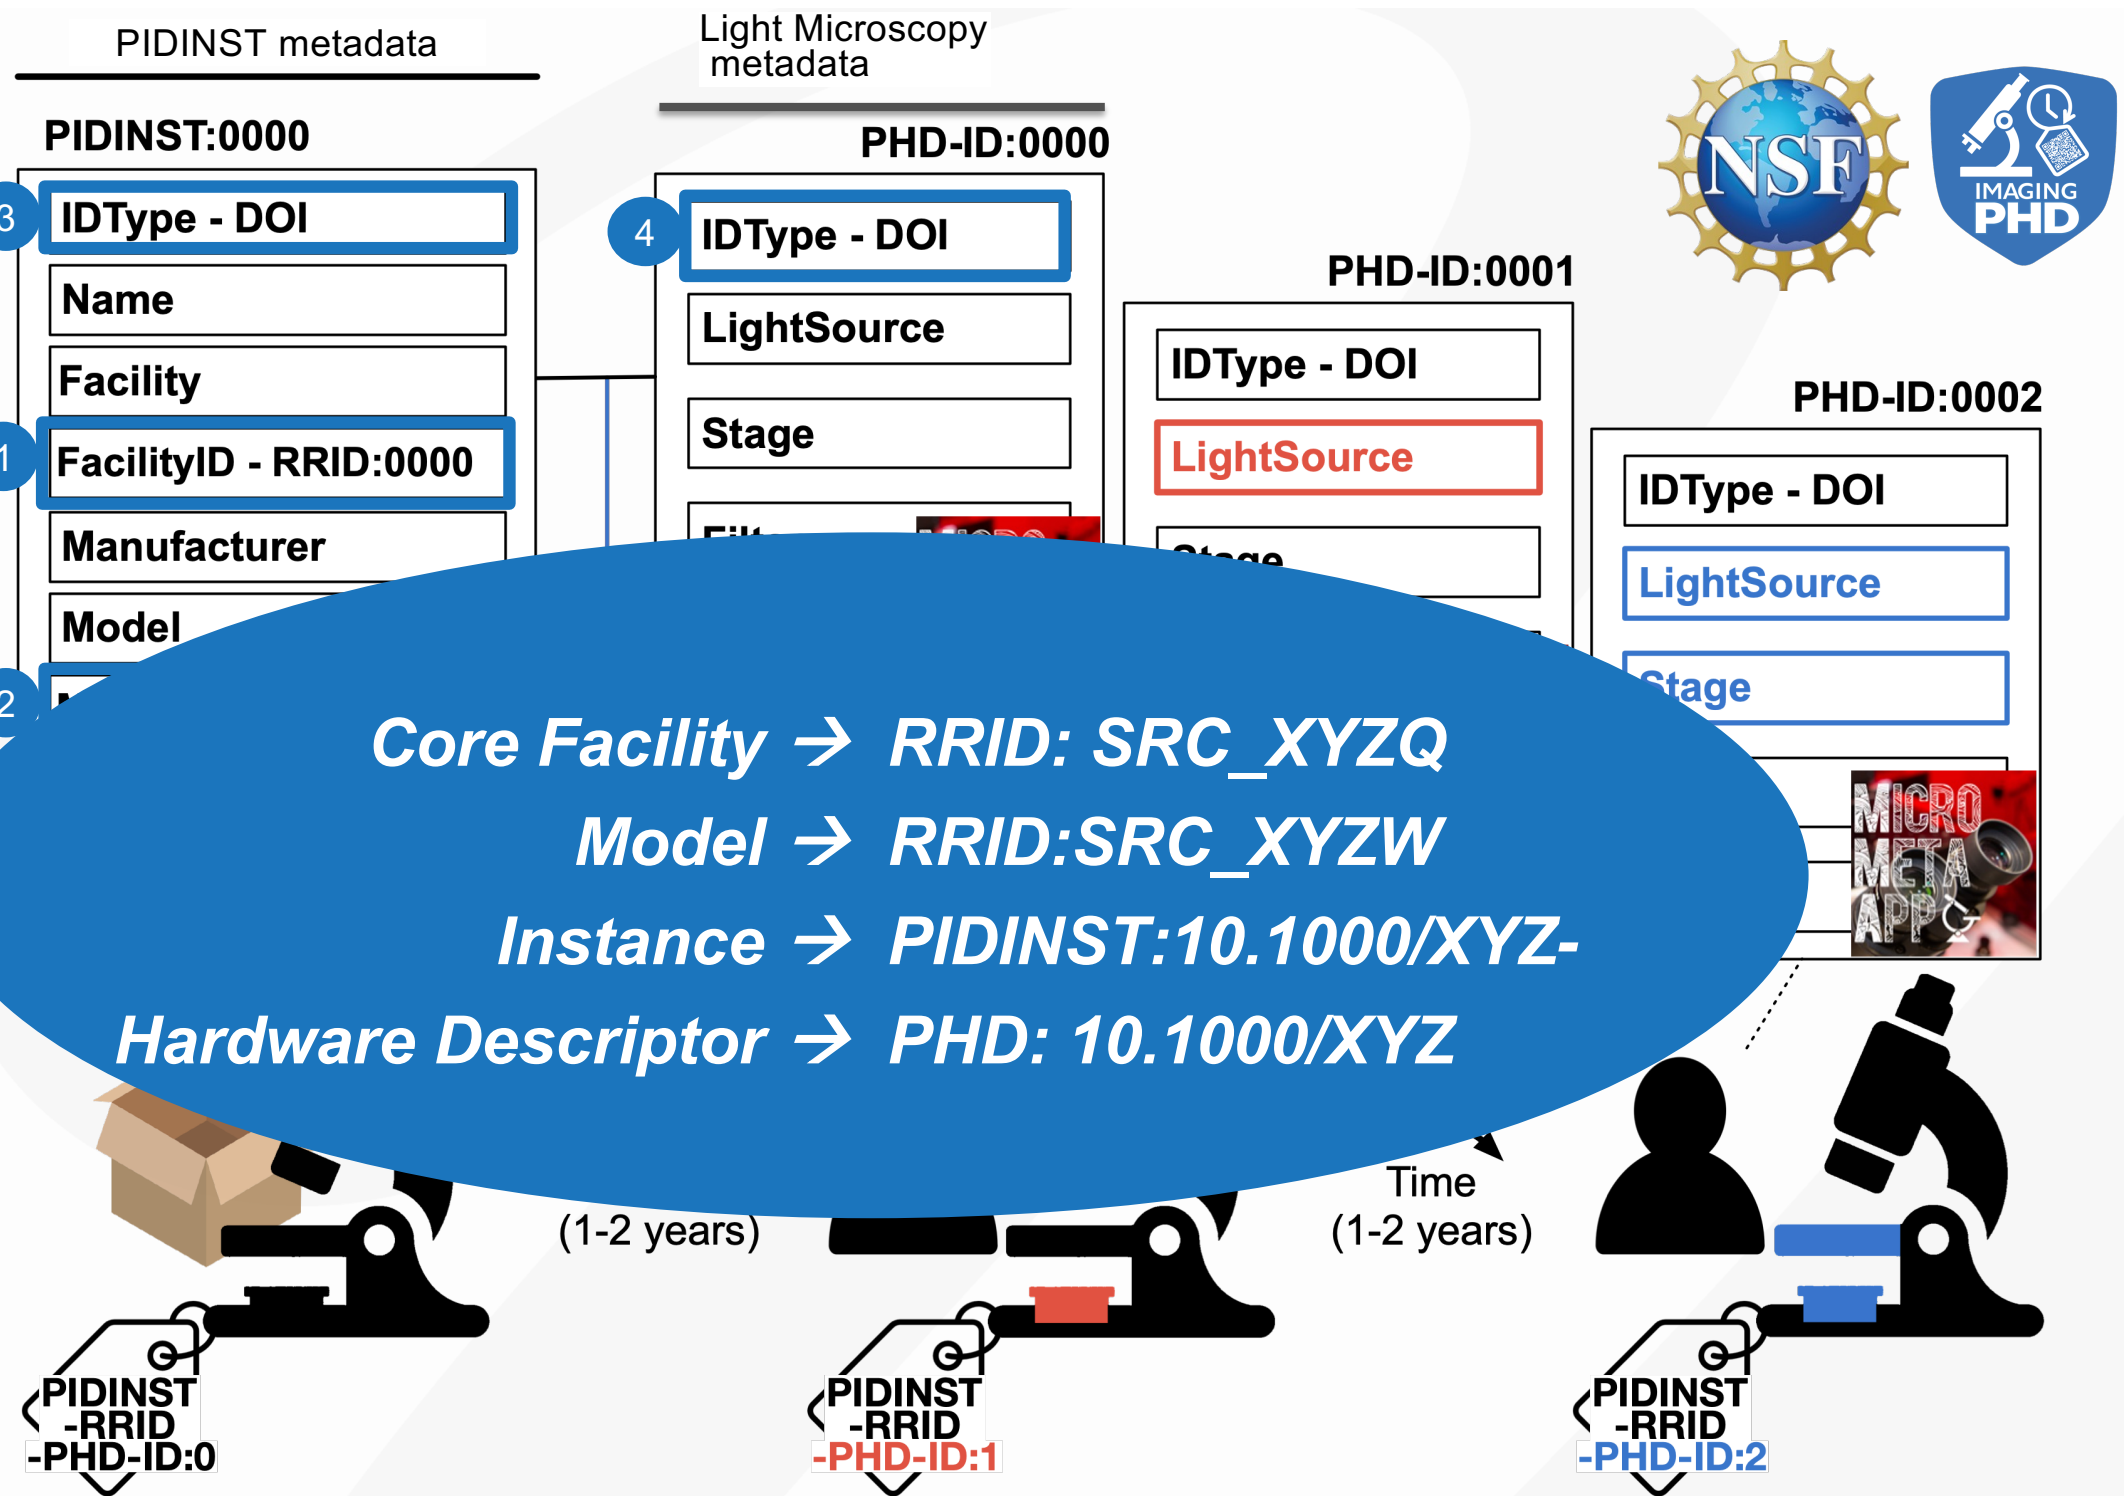 PIDINST metadata
Light Microscopy
metadata
NSF
IMAGING
PHD
PIDINST:0000
3
IDType - DOI
Name
Facility
1
FacilityID - RRID:0000
Manufacturer
Model
2
PHD-ID:0000
4
IDType - DOI
LightSource
Stage
PHD-ID:0001
IDType - DOI
LightSource
Stage
PHD-ID:0002
IDType - DOI
LightSource
Stage
MICRO
META
APP
Core Facility → RRID: SRC_XYZQ
Model → RRID:SRC_XYZW
Instance → PIDINST:10.1000/XYZ-
Hardware Descriptor → PHD: 10.1000/XYZ
(1-2 years)
Time
(1-2 years)
PIDINST
-RRID
-PHD-ID:0
PIDINST
-RRID
-PHD-ID:1
PIDINST
-RRID
-PHD-ID:2